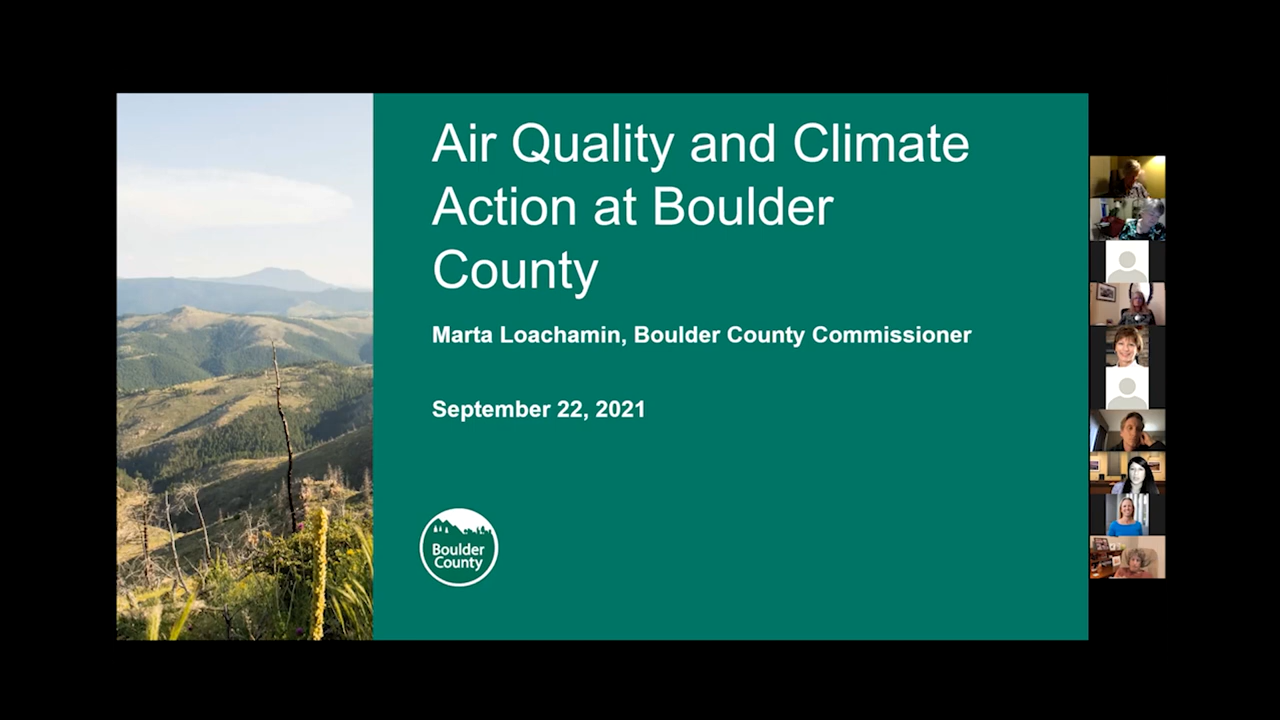 Air Quality and Climate
Action at Boulder
County
Marta Loachamin, Boulder County Commissioner
September 22, 2021
Boulder
County